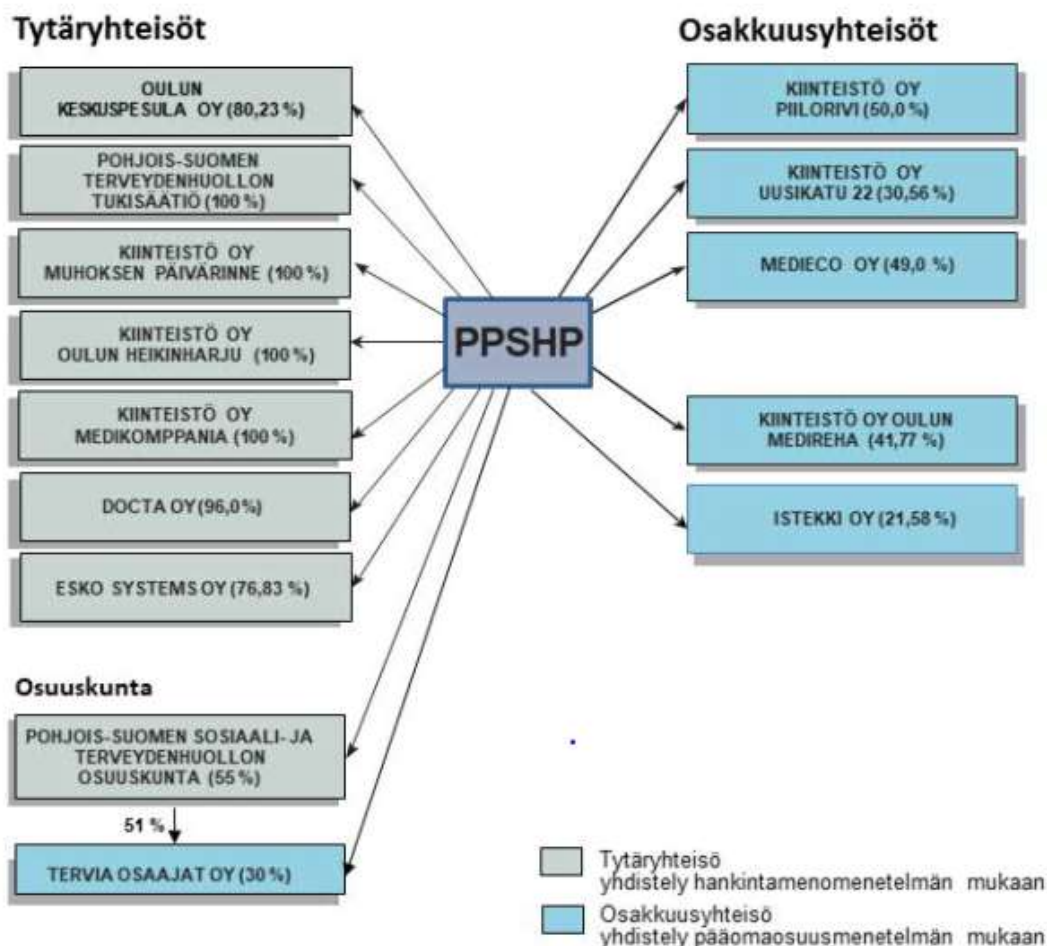 Tytäryhteisöt
OULUN
KESKUSPESULA OY (80,23 %)
POHJOIS-SUOMEN
TERVEYDENHUOLLON
TUKISÄÄTIÖ (100 %)
KIINTEISTÖ OY
MUHOKSEN PÄIVÄRINNE (100 %)
KIINTEISTÖ OY
OULUN HEIKINHARJU (100 %)
KIINTEISTÖ OY
MEDIKOMPPANIA (100 %)
DOCTA OY (96,0%)
ESKO SYSTEMS OY (76,83 %)
Osuuskunta
POHJOIS-SUOMEN SOSIAALI- JA
TERVEYDENHUOLLON
OSUUSKUNTA (55 %)
51 %
TERVIA OSAAJAT OY (30 %)
PPSHP
Osakkuusyhteisöt
KIINTEISTÖ OY
PIILORIVI (50,0 %)
KIINTEISTÖ OY
UUSIKATU 22 (30,56 %)
MEDIECO OY (49,0 %)
KIINTEISTÖ OY OULUN
MEDIREHA (41,77 %)
ISTEKKI OY (21,58 %)
Tytäryhteisö
yhdistely hankintamenomenetelmän mukaan
Osakkuusyhteisö
yhdistely pääomaosuusmenetelmän mukaan